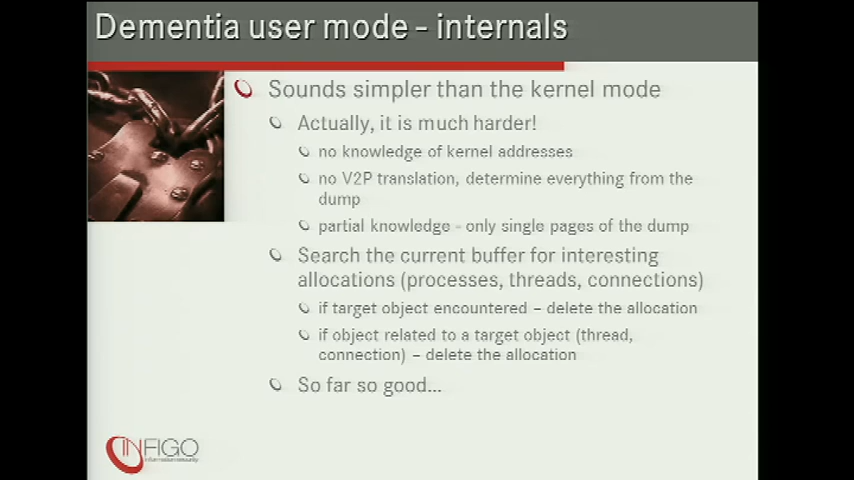 Dementia user mode - internals
Sounds simpler than the kernel mode
Actually, it is much harder!
no knowledge of kernel addresses
no V2P translation, determine everything from the
dump
partial knowledge - only single pages of the dump
Search the current buffer for interesting
allocations (processes, threads, connections)
if target object encountered – delete the allocation
if object related to a target object (thread,
connection) – delete the allocation
So far so good...
INFIGO